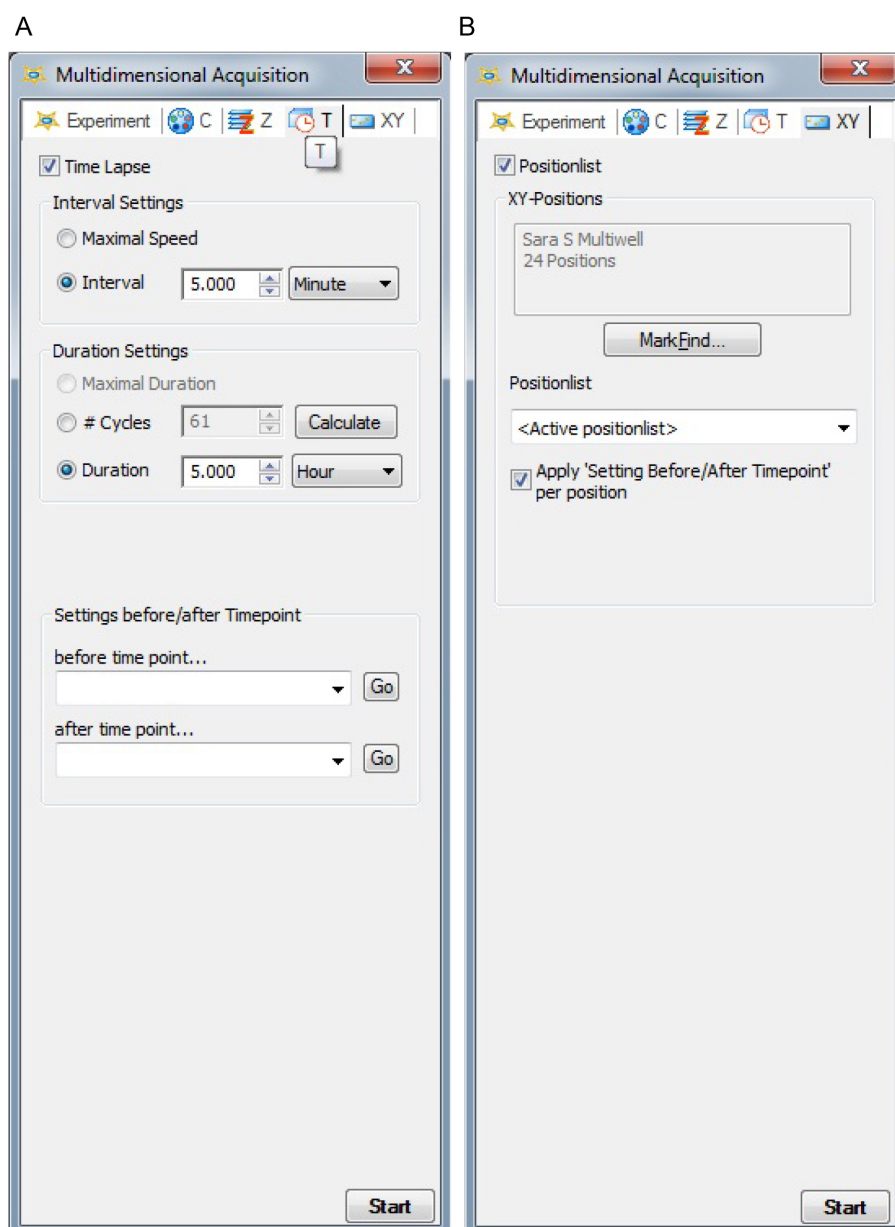 A
Multidimensional Acquisition
Experiment C Z T XY
T
Time Lapse
Interval Settings
Maximal Speed
Interval 5.000 Minute
Duration Settings
Maximal Duration
# Cycles 61 Calculate
Duration 5.000 Hour
Settings before/after Timepoint
before time point...
Go
after time point...
Go
Start
B
Multidimensional Acquisition
Experiment C Z T XY
Positionlist
XY-Positions
Sara S Multiwell
24 Positions
MarkFind...
Positionlist
<Active positionlist>
Apply 'Setting Before/After Timepoint'
per position
Start